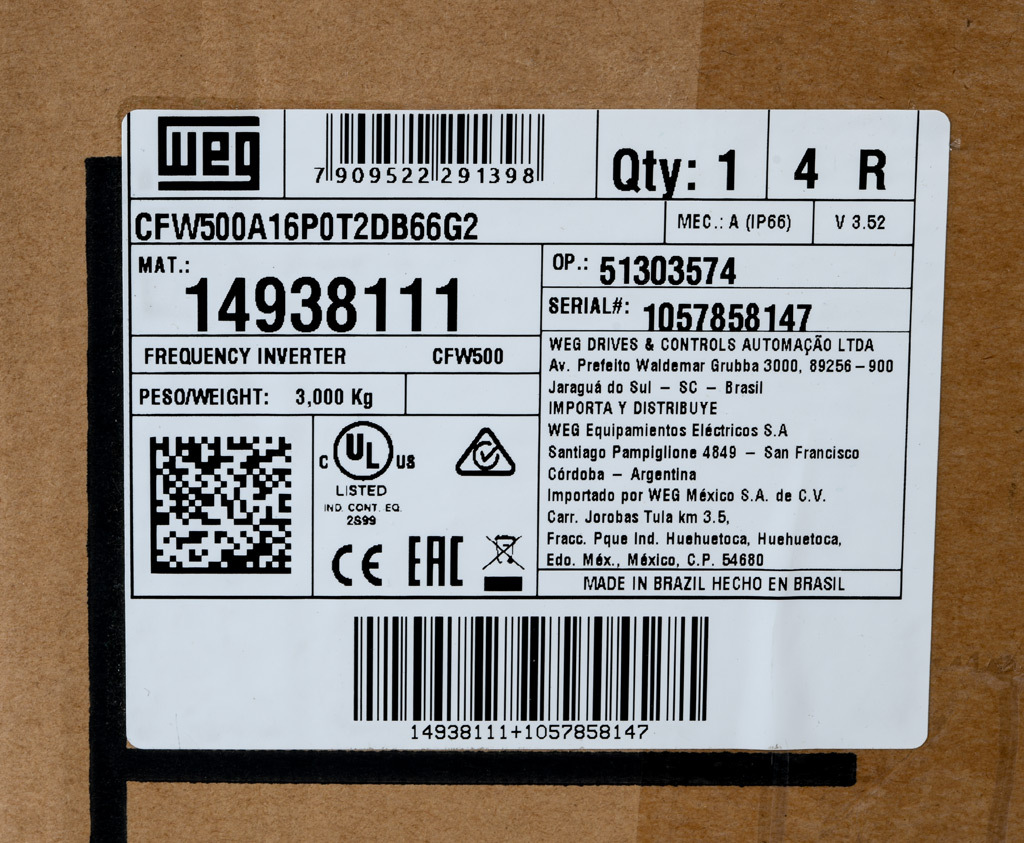 weg
7 909522 291398
Qty: 1
4 R
CFW500A16P0T2DB66G2
MEC.: A (IP66)
V 3.52
MAT.:
14938111
OP.: 51303574
SERIAL#: 1057858147
FREQUENCY INVERTER CFW500
PESO/WEIGHT: 3,000 Kg
WEG DRIVES & CONTROLS AUTOMAÇÃO LTDA
Av. Prefeito Waldemar Grubba 3000, 89256-900
Jaraguá do Sul - SC - Brasil
IMPORTA Y DISTRIBUYE
WEG Equipamientos Eléctricos S.A
Santiago Pampiglione 4849 - San Francisco
Córdoba - Argentina
Importado por WEG México S.A. de C.V.
Carr. Jorobas Tula km 3.5,
Fracc. Pque Ind. Huehuetoca, Huehuetoca,
Edo. Méx., México, C.P. 54680
MADE IN BRAZIL HECHO EN BRASIL
C UL US
LISTED
IND. CONT. EQ.
2S99
CE EAC
14938111+1057858147